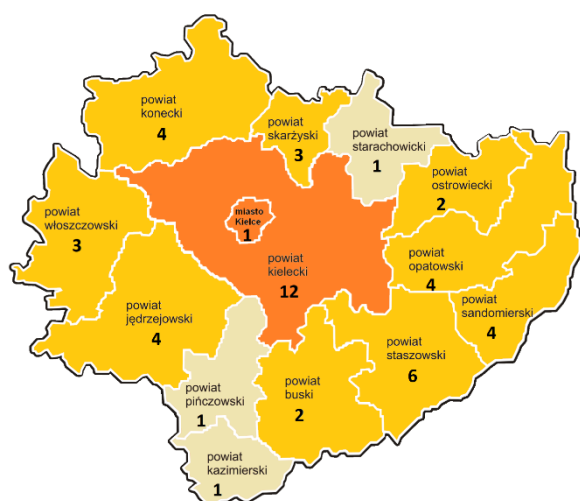 powiat
konecki
4
powiat
skarżyski
3
powiat
starachowicki
1
powiat
ostrowiecki
2
powiat
włoszczowski
3
miasto
Kielce
1
powiat
kielecki
12
powiat
opatowski
4
powiat
sandomierski
4
powiat
jędrzejowski
4
powiat
staszowski
6
powiat
pińczowski
1
powiat
buski
2
powiat
kazimierski
1